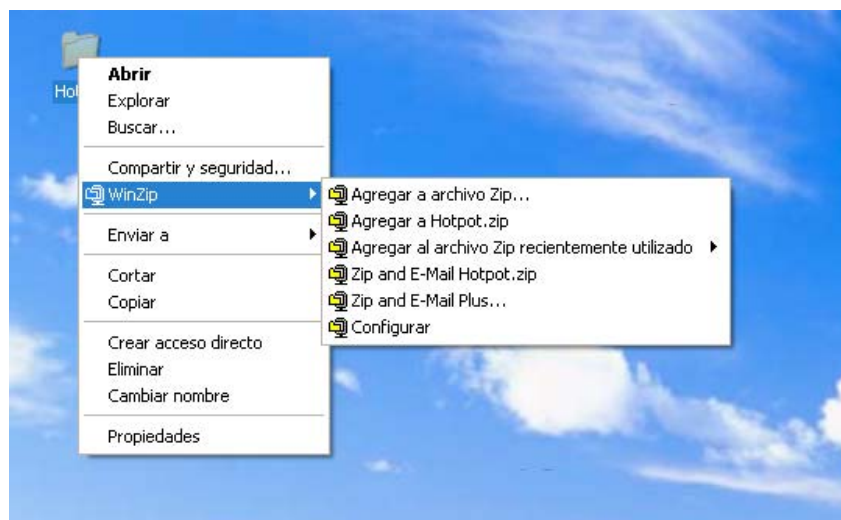 Abrir
Explorar
Buscar...
Compartir y seguridad...
WinZip
Enviar a
Cortar
Copiar
Crear acceso directo
Eliminar
Cambiar nombre
Propiedades
Agregar a archivo Zip...
Agregar a Hotpot.zip
Agregar al archivo Zip recientemente utilizado
Zip and E-Mail Hotpot.zip
Zip and E-Mail Plus...
Configurar